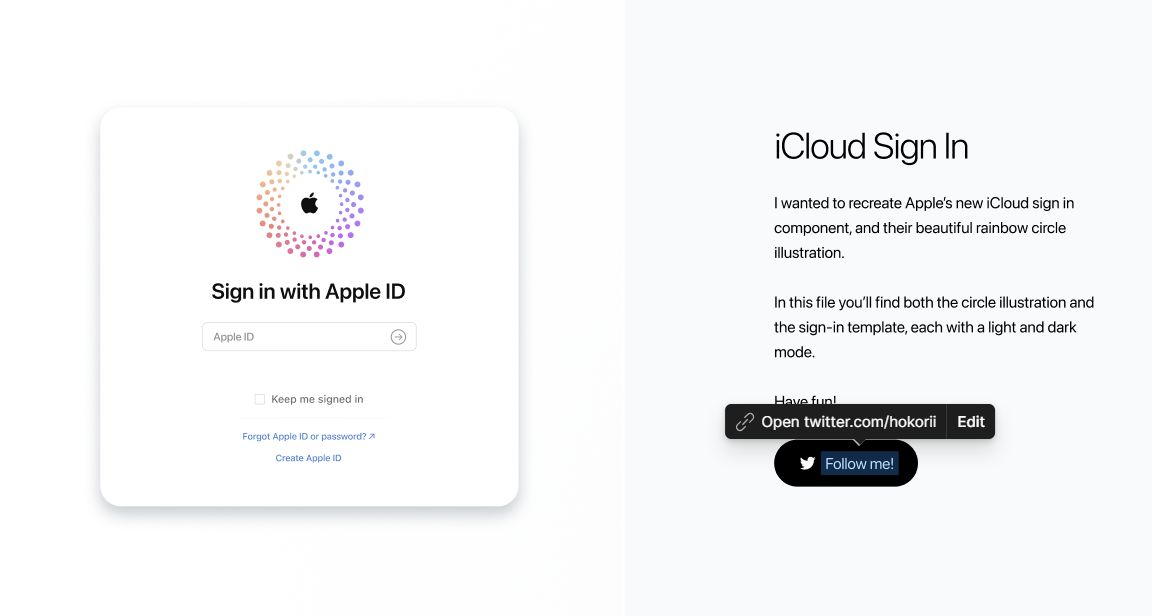 Sign in with Apple ID
Apple ID
Keep me signed in
Forgot Apple ID or password? ↗
Create Apple ID
iCloud Sign In
I wanted to recreate Apple’s new iCloud sign in
component, and their beautiful rainbow circle
illustration.
In this file you’ll find both the circle illustration and
the sign-in template, each with a light and dark
mode.
Have fun!
Open twitter.com/hokorii Edit
Follow me!